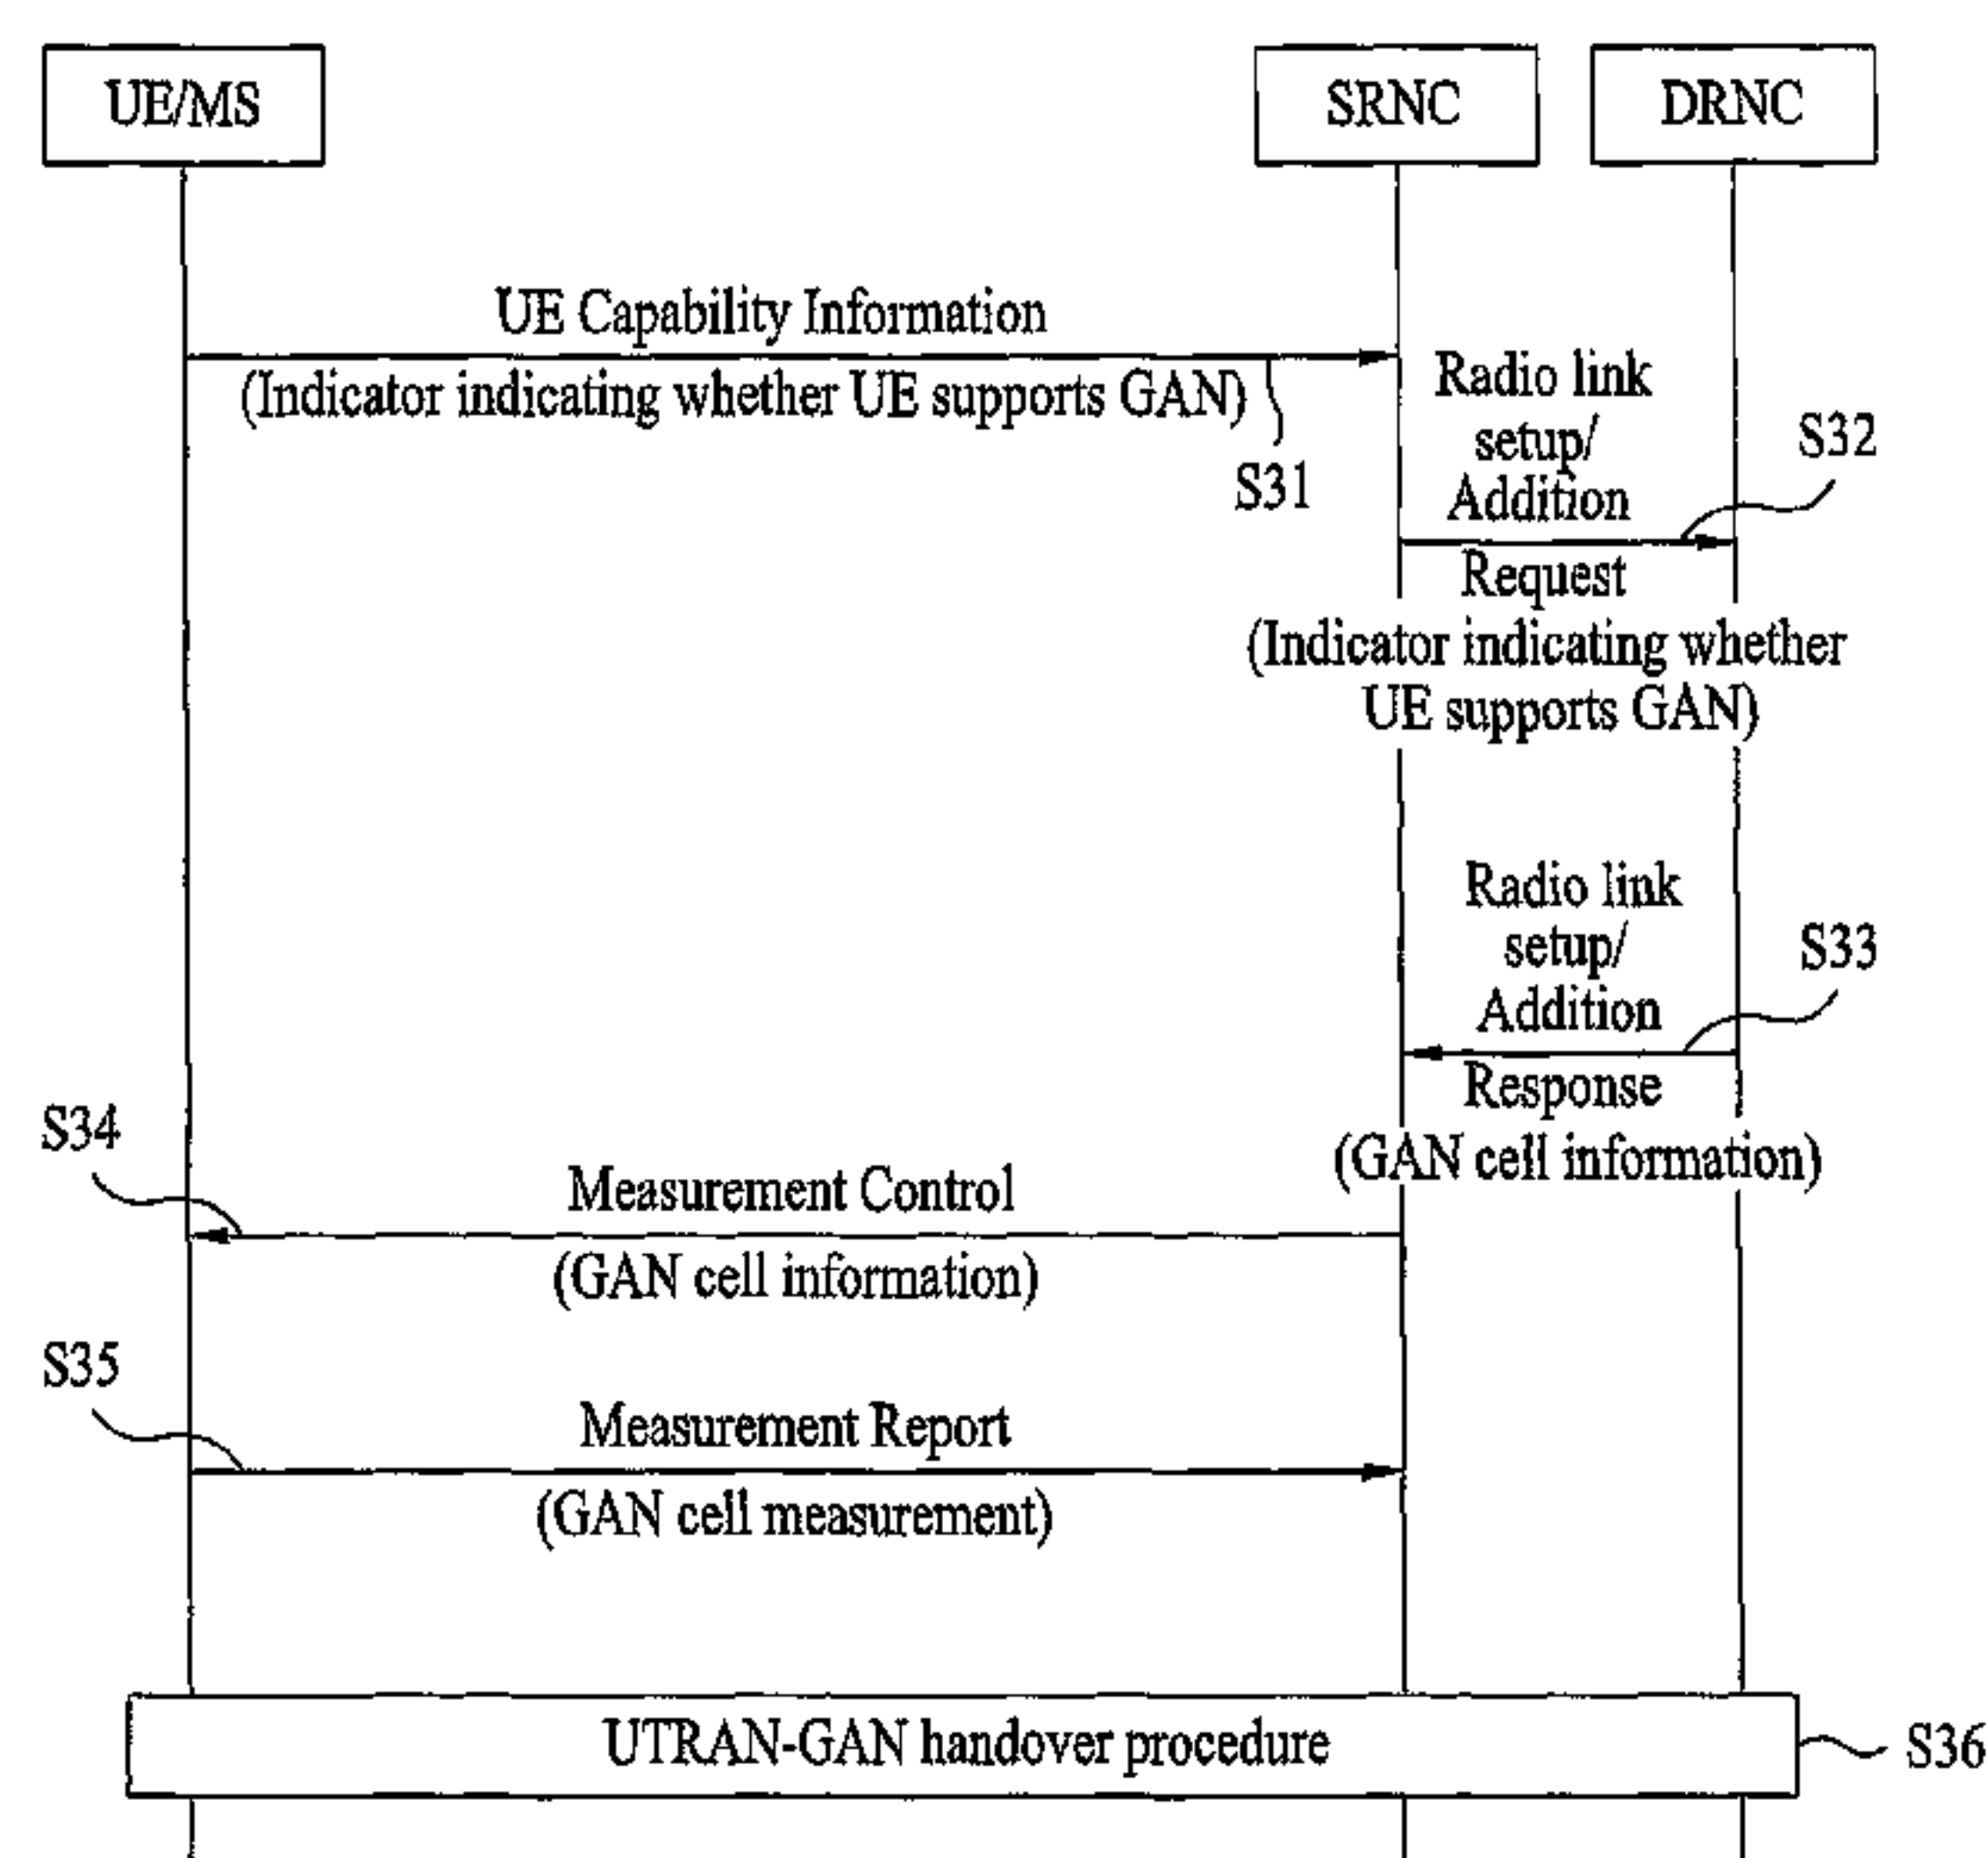 UE/MS
SRNC
DRNC
UE Capability Information
(Indicator indicating whether UE supports GAN)
S31
Radio link
setup/
Addition
S32
Request
(Indicator indicating whether
UE supports GAN)
Radio link
setup/
Addition
S33
Response
(GAN cell information)
S34
Measurement Control
(GAN cell information)
S35
Measurement Report
(GAN cell measurement)
UTRAN-GAN handover procedure
S36